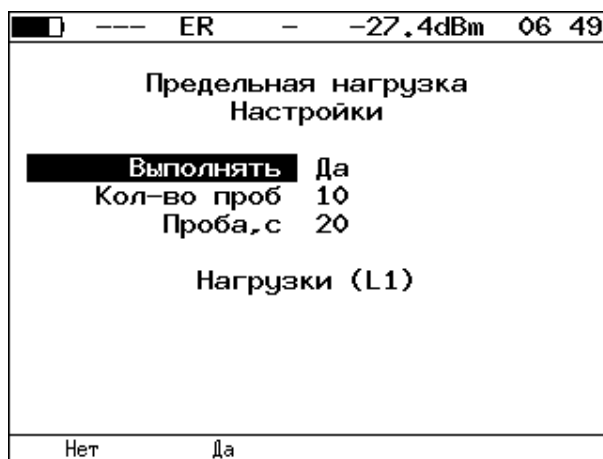 --- ER - -27.4dBm 06 49
Предельная нагрузка
Настройки
Выполнять Да
Кол-во проб 10
Проба,с 20
Нагрузки (L1)
Нет Да